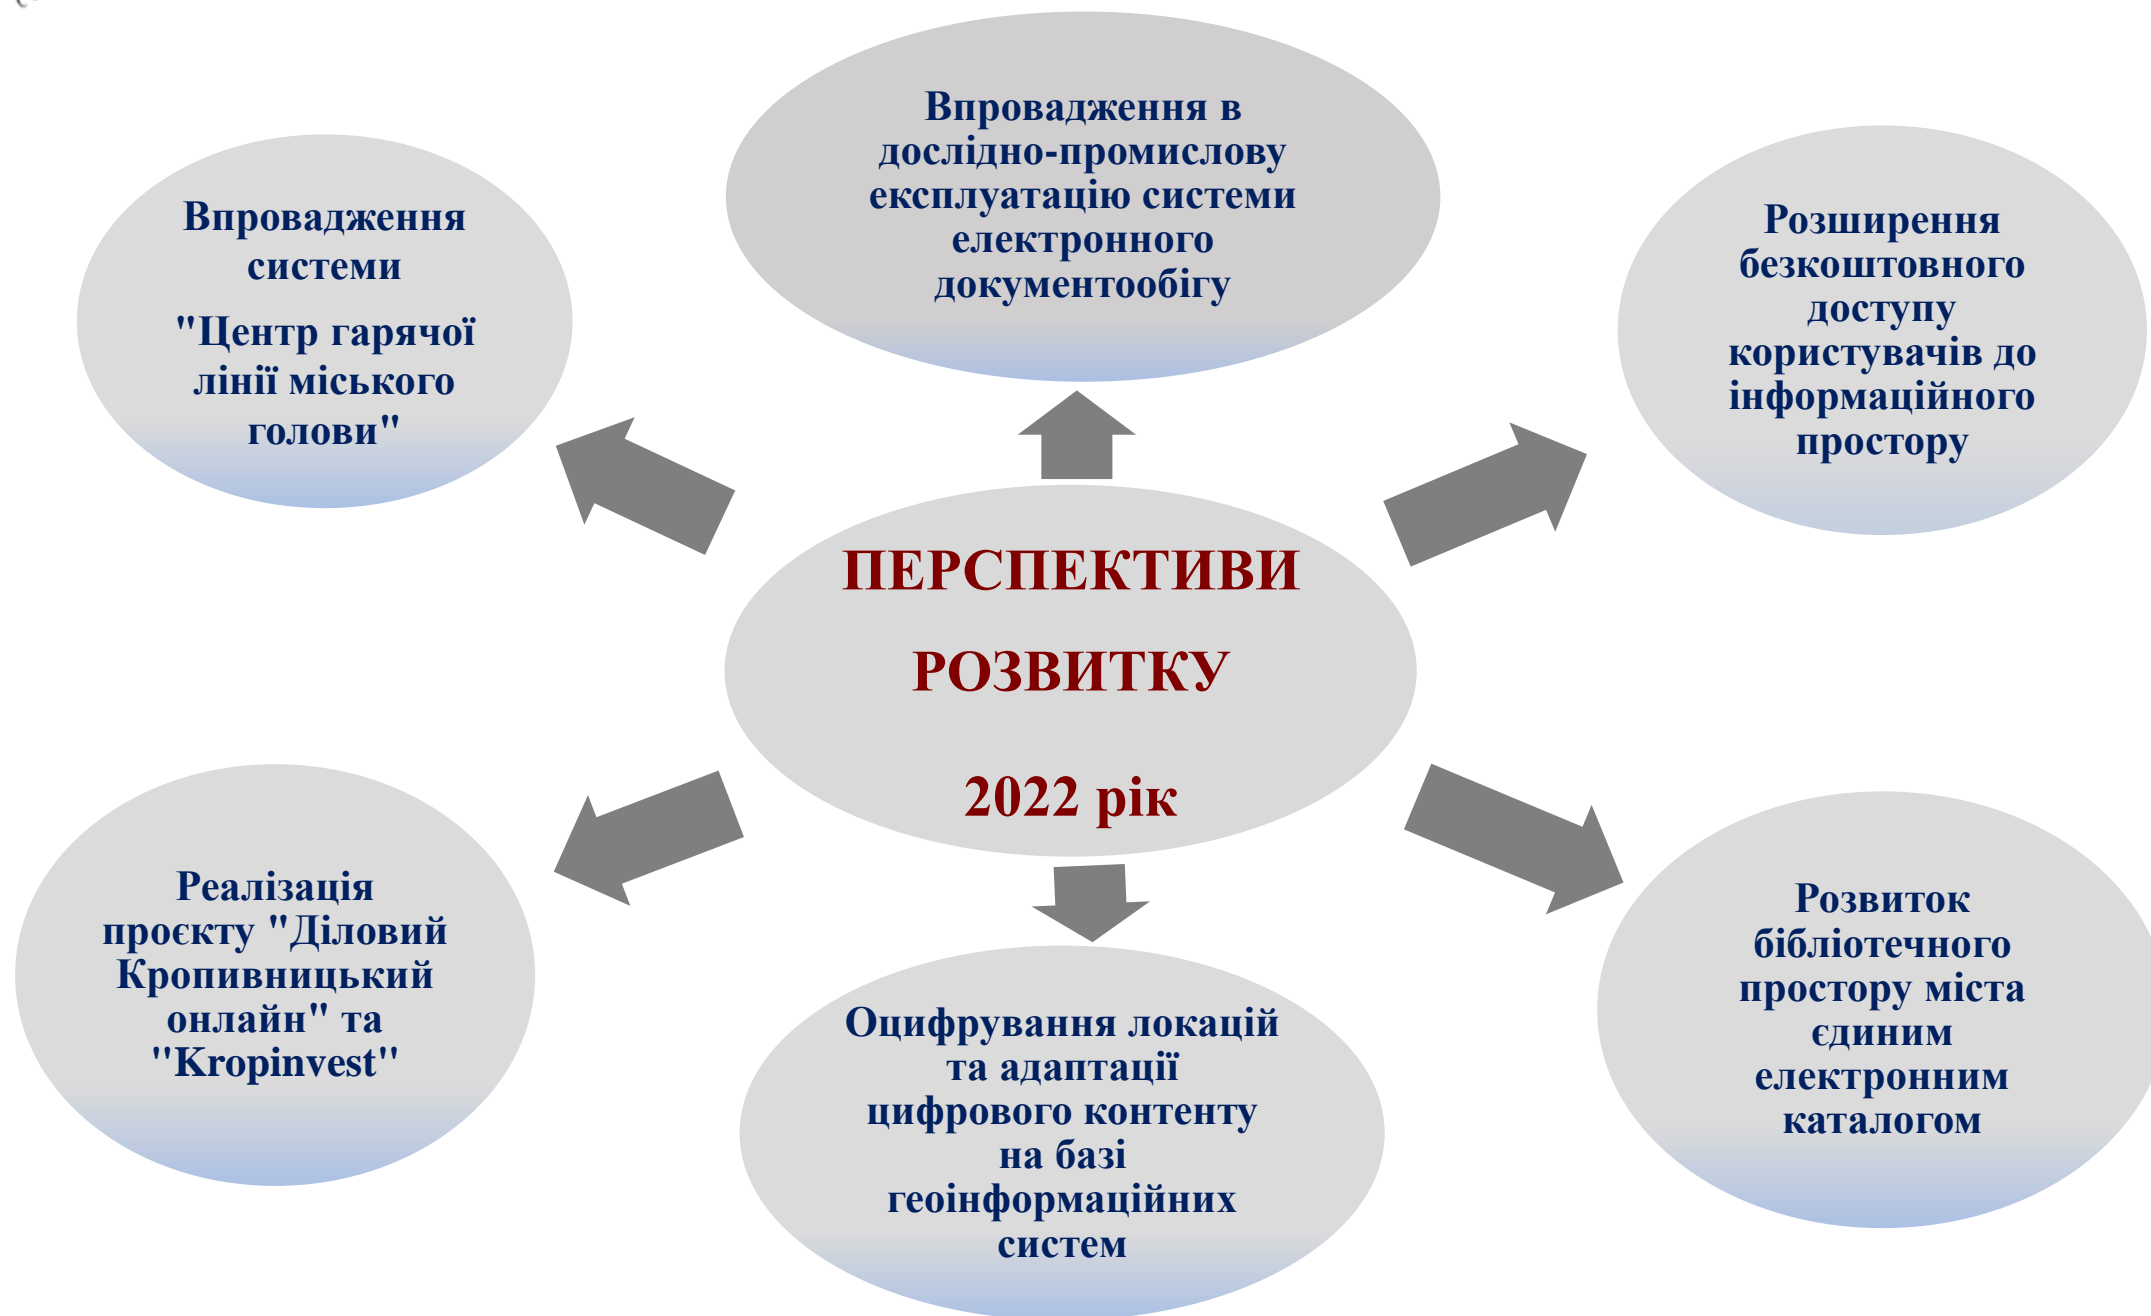 Впровадження в
дослідно-промислову
експлуатацію системи
електронного
документообігу
Впровадження
системи
"Центр гарячої
лінії міського
голови"
Розширення
безкоштовного
доступу
користувачів до
інформаційного
простору
ПЕРСПЕКТИВИ
РОЗВИТКУ
2022 рік
Реалізація
проєкту "Діловий
Кропивницький
онлайн" та
"Kropinvest"
Оцифрування локацій
та адаптації
цифрового контенту
на базі
геоінформаційних
систем
Розвиток
бібліотечного
простору міста
єдиним
електронним
каталогом